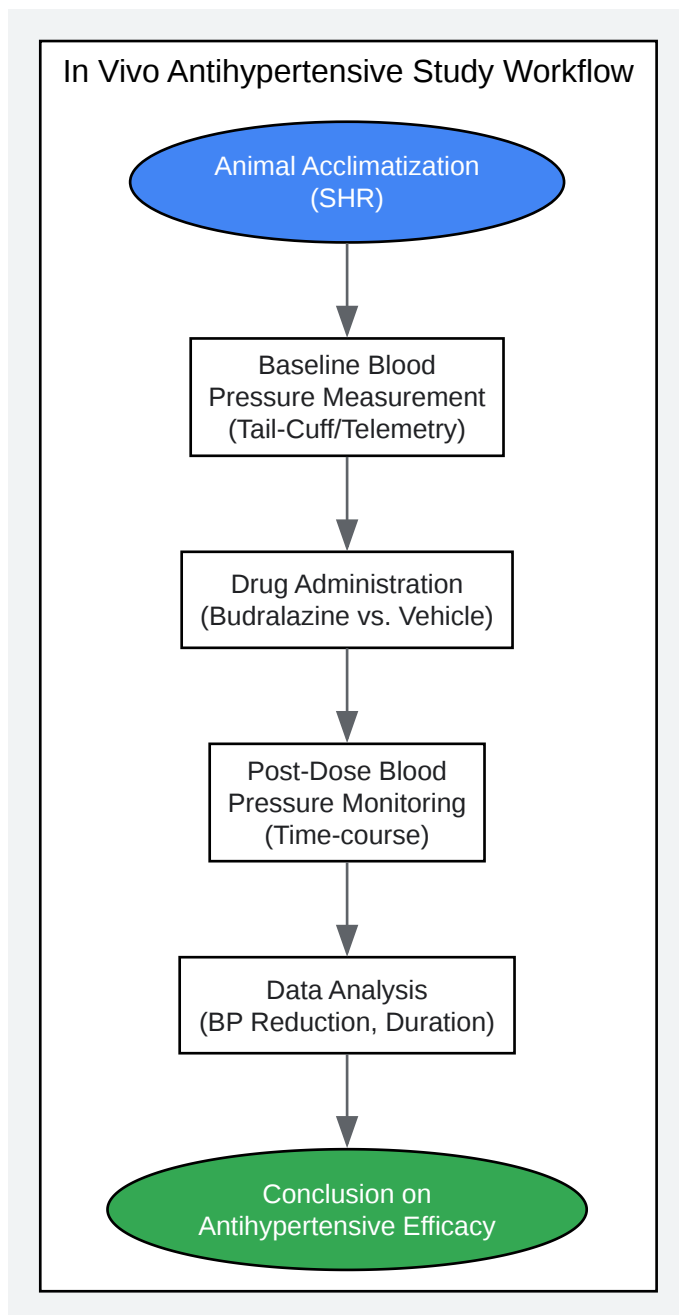 In Vivo Antihypertensive Study Workflow
Animal Acclimatization
(SHR)
Baseline Blood
Pressure Measurement
(Tail-Cuff/Telemetry)
Drug Administration
(Budralazine vs. Vehicle)
Post-Dose Blood
Pressure Monitoring
(Time-course)
Data Analysis
(BP Reduction, Duration)
Conclusion on
Antihypertensive Efficacy